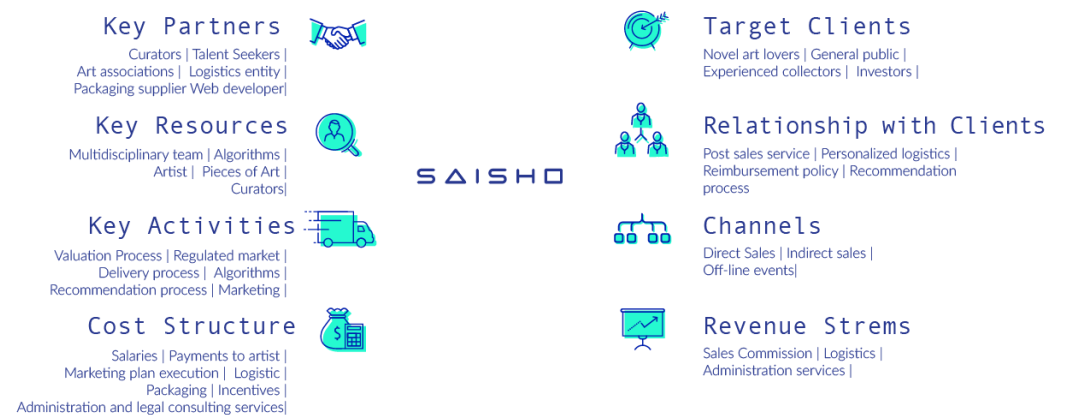 Key Partners
Curators | Talent Seekers |
Art associations | Logistics entity |
Packaging supplier Web developer|
Key Resources
Multidisciplinary team | Algorithms |
Artist | Pieces of Art |
Curators|
Key Activities
Valuation Process | Regulated market |
Delivery process | Algorithms |
Recommendation process | Marketing |
Cost Structure
$
Salaries | Payments to artist |
Marketing plan execution | Logistic |
Packaging | Incentives |
Administration and legal consulting services|
SAISHO
Target Clients
Novel art lovers | General public |
Experienced collectors | Investors |
Relationship with Clients
Post sales service | Personalized logistics |
Reimbursement policy | Recommendation
process
Channels
Direct Sales | Indirect sales |
Off-line events|
Revenue Strems
Sales Commission | Logistics |
Administration services |